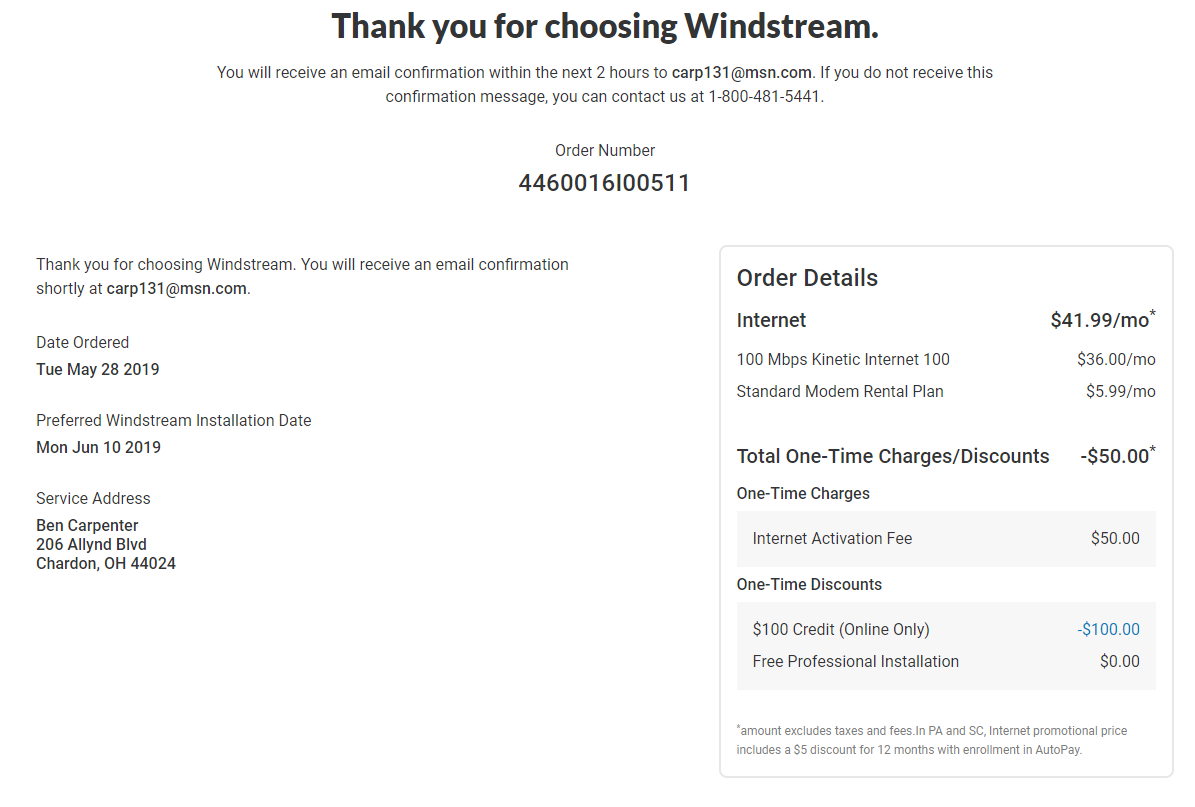 Thank you for choosing Windstream.
You will receive an email confirmation within the next 2 hours to carp131@msn.com. If you do not receive this
confirmation message, you can contact us at 1-800-481-5441.
Order Number
4460016I00511
Thank you for choosing Windstream. You will receive an email confirmation
shortly at carp131@msn.com.
Date Ordered
Tue May 28 2019
Preferred Windstream Installation Date
Mon Jun 10 2019
Service Address
Ben Carpenter
206 Allynd Blvd
Chardon, OH 44024
Order Details
Internet $41.99/mo*
100 Mbps Kinetic Internet 100 $36.00/mo
Standard Modem Rental Plan $5.99/mo
Total One-Time Charges/Discounts -$50.00*
One-Time Charges
Internet Activation Fee $50.00
One-Time Discounts
$100 Credit (Online Only) -$100.00
Free Professional Installation $0.00
*amount excludes taxes and fees.In PA and SC, Internet promotional price
includes a $5 discount for 12 months with enrollment in AutoPay.